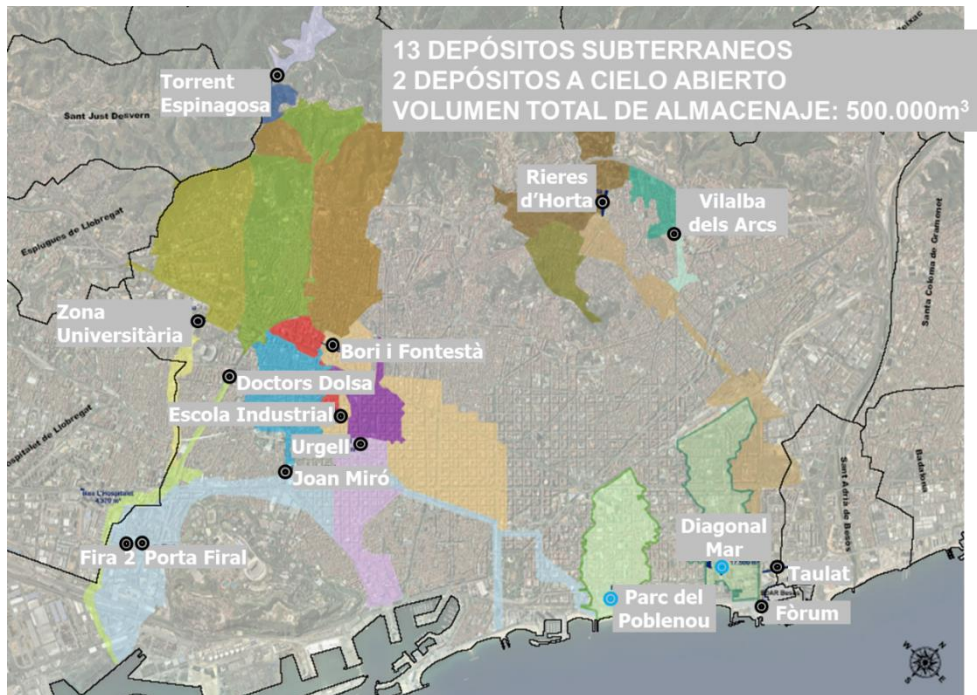 13 DEPÓSITOS SUBTERRANEOS
2 DEPÓSITOS A CIELO ABIERTO
VOLUMEN TOTAL DE ALMACENAJE: 500.000m³
Torrent
Espinagosa
Sant Just Desvern
Rieres
d'Horta
Vilalba
dels Arcs
Santa Coloma de Gramenet
Esplugues de Llobregat
Zona
Universitària
Bori i Fontestà
Doctors Dolsa
Escola Industrial
Urgell
Joan Miró
Hospitalet de Llobregat
Sant Adrià de Besòs
Badalona
Fira 2
Porta Firal
Diagonal
Mar
Taulat
Parc del
Poblenou
Fòrum
N
E
S